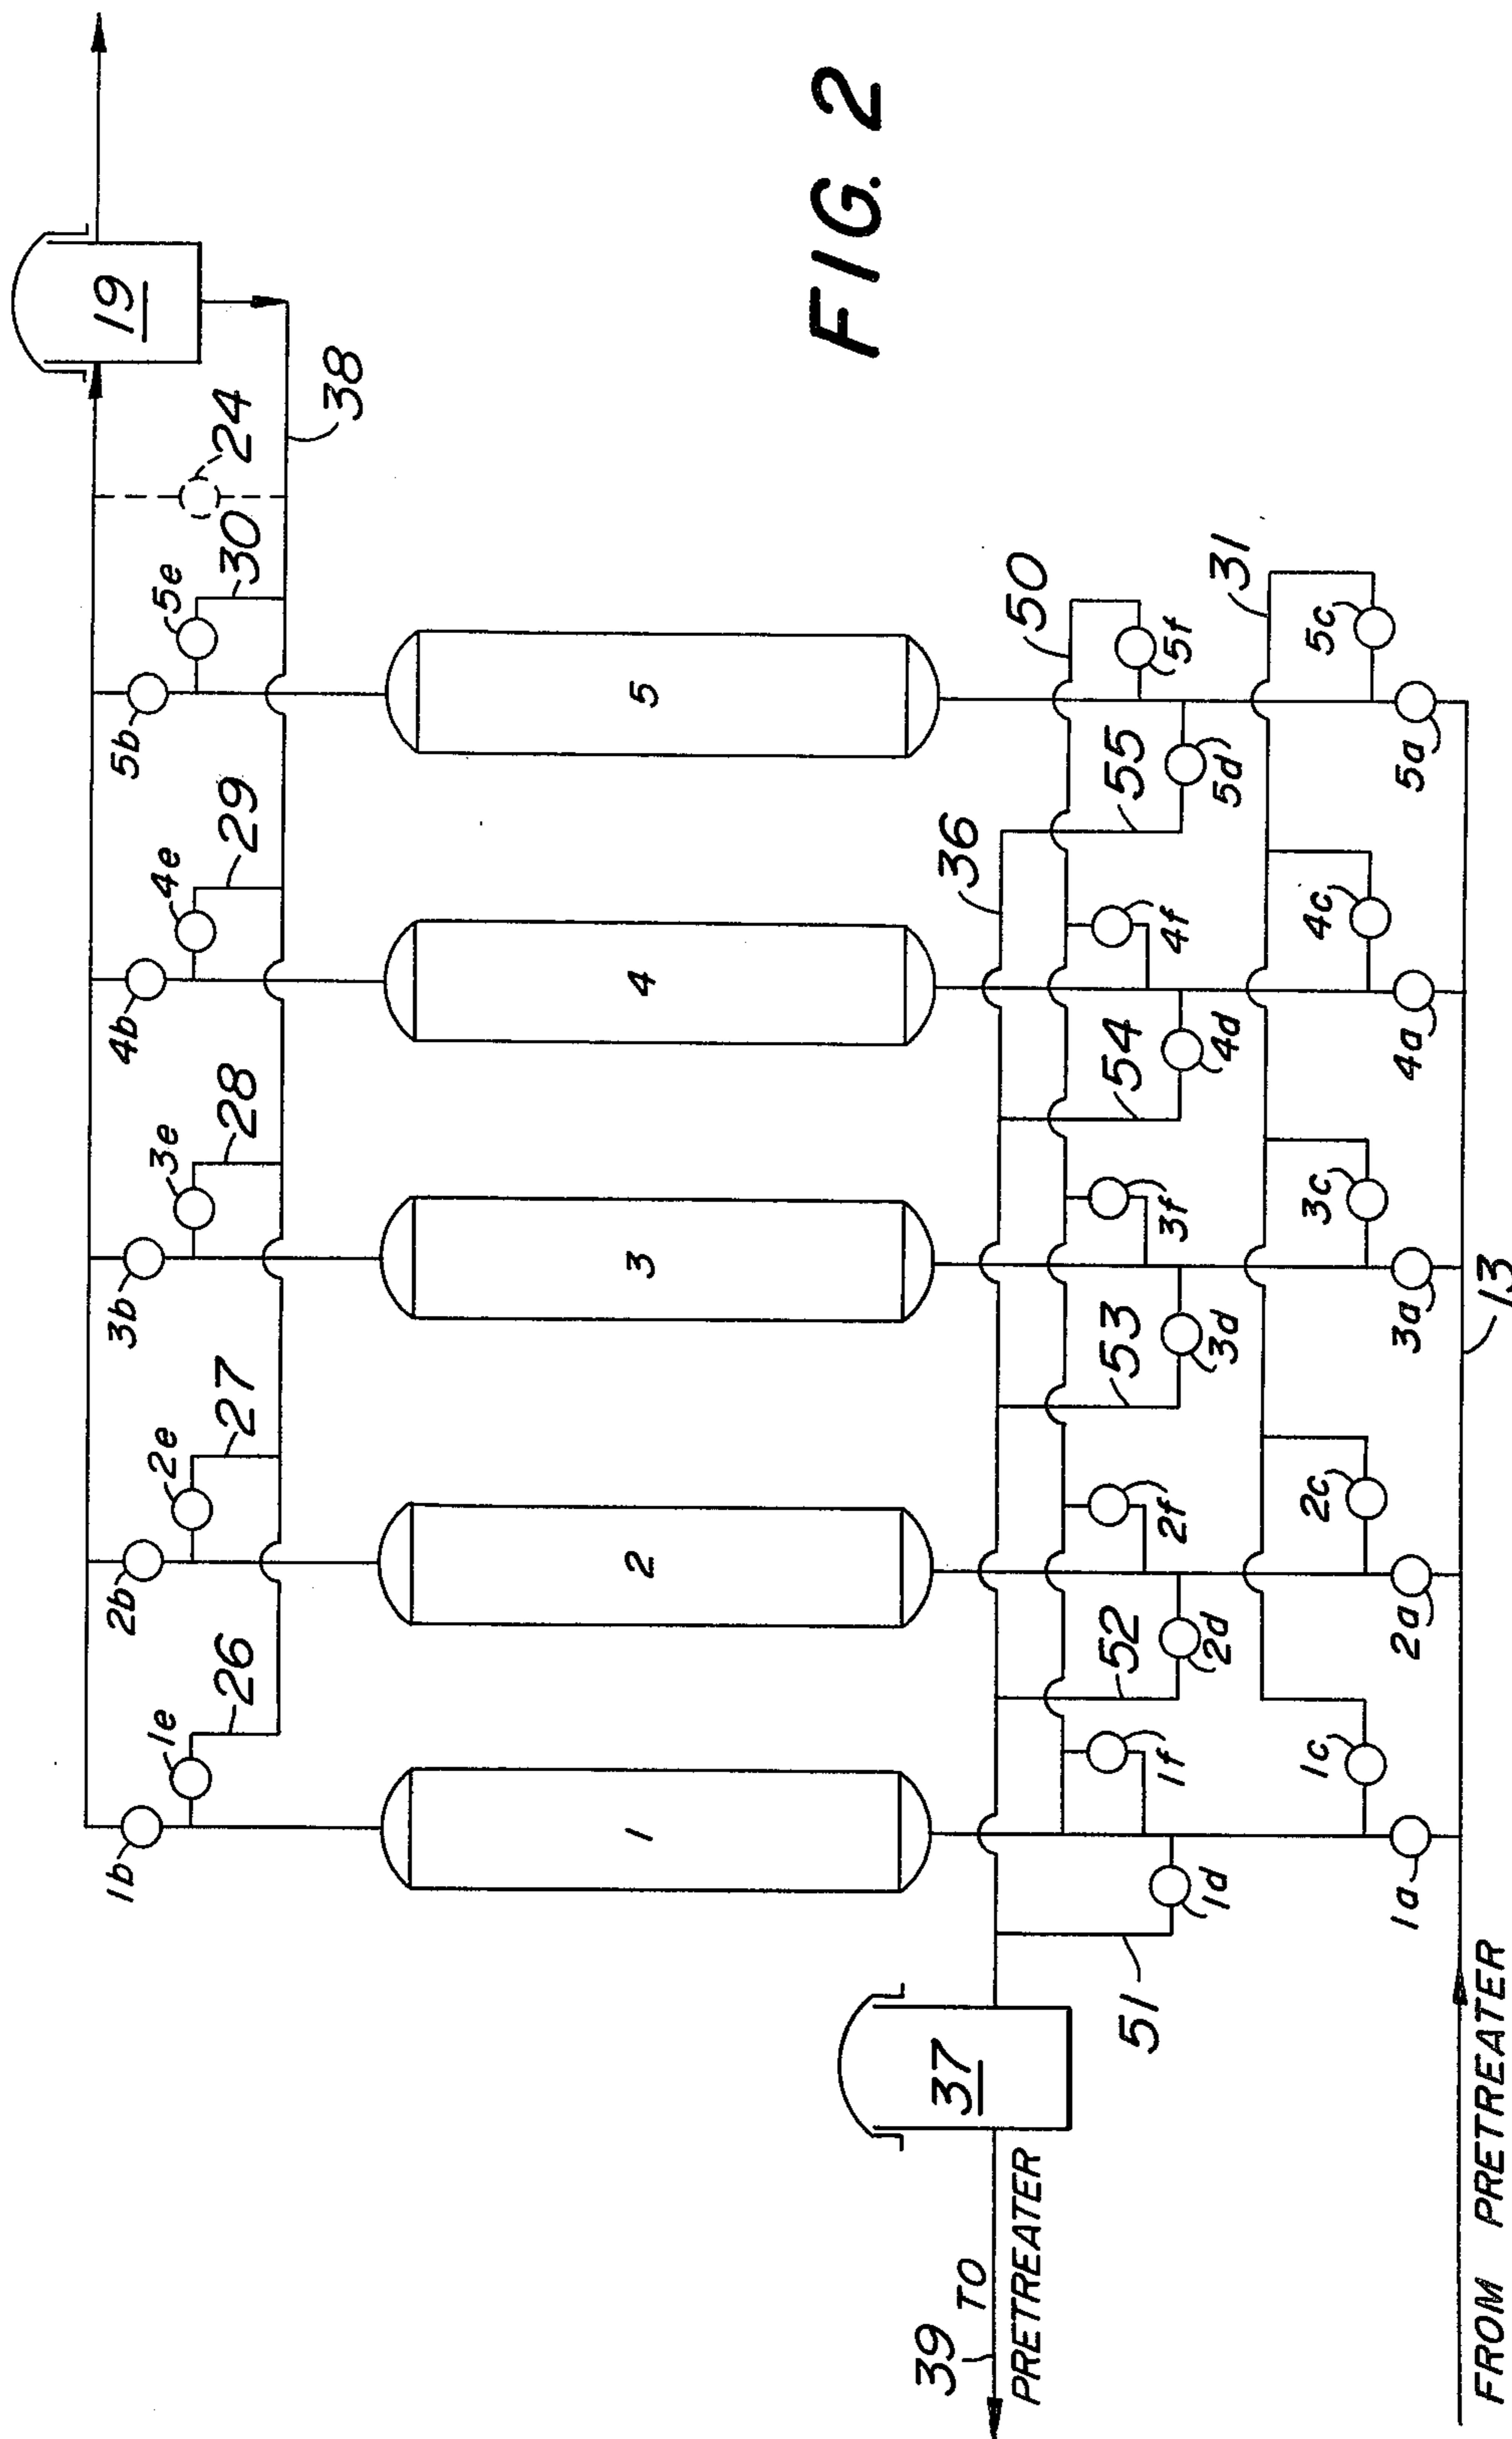 FIG. 2
19
38
24
1b
2b
3b
4b
5b
1e
2e
3e
4e
5e
26
27
28
29
30
1
2
3
4
5
37
39 TO
PRETREATER
36
50
51
52
53
54
55
1f
2f
3f
4f
5f
1d
2d
3d
4d
5d
31
1c
2c
3c
4c
5c
1a
2a
3a
4a
5a
13
FROM PRETREATER